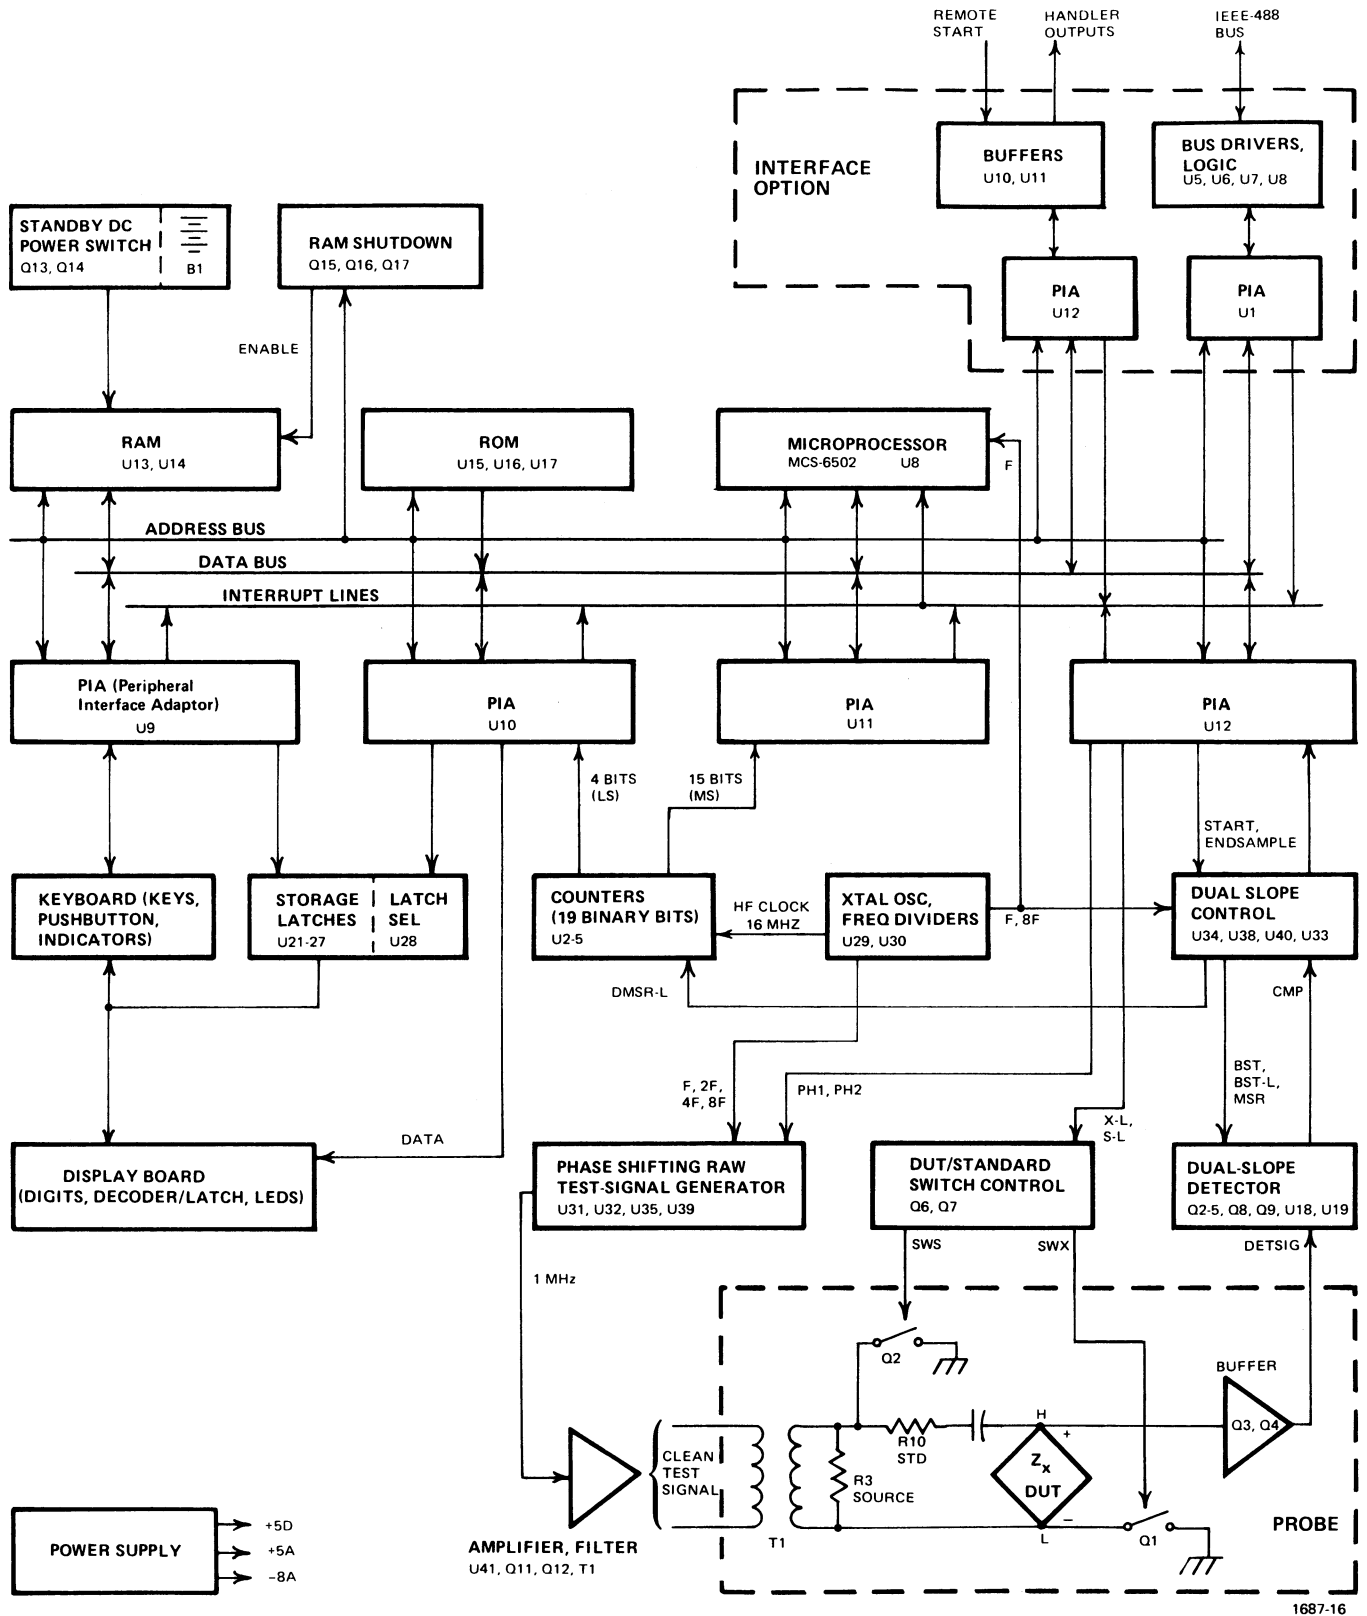 REMOTE
START
HANDLER
OUTPUTS
IEEE-488
BUS
INTERFACE
OPTION
BUFFERS
U10, U11
BUS DRIVERS,
LOGIC
U5, U6, U7, U8
STANDBY DC
POWER SWITCH
Q13, Q14
B1
RAM SHUTDOWN
Q15, Q16, Q17
PIA
U12
PIA
U1
ENABLE
RAM
U13, U14
ROM
U15, U16, U17
MICROPROCESSOR
MCS-6502 U8
F
ADDRESS BUS
DATA BUS
INTERRUPT LINES
PIA (Peripheral
Interface Adaptor)
U9
PIA
U10
PIA
U11
PIA
U12
4 BITS
(LS)
15 BITS
(MS)
START,
ENDSAMPLE
KEYBOARD (KEYS,
PUSHBUTTON,
INDICATORS)
STORAGE
LATCHES
U21-27
LATCH
SEL
U28
COUNTERS
(19 BINARY BITS)
U2-5
HF CLOCK
16 MHZ
XTAL OSC,
FREQ DIVIDERS
U29, U30
F, 8F
DUAL SLOPE
CONTROL
U34, U38, U40, U33
DMSR-L
CMP
F, 2F,
4F, 8F
PH1, PH2
X-L,
S-L
BST,
BST-L,
MSR
DATA
DISPLAY BOARD
(DIGITS, DECODER/LATCH, LEDS)
PHASE SHIFTING RAW
TEST-SIGNAL GENERATOR
U31, U32, U35, U39
DUT/STANDARD
SWITCH CONTROL
Q6, Q7
DUAL-SLOPE
DETECTOR
Q2-5, Q8, Q9, U18, U19
SWS
SWX
DETSIG
1 MHz
Q2
BUFFER
Q3, Q4
H
+
R10
STD
CLEAN
TEST
SIGNAL
R3
SOURCE
Zx
DUT
−
L
Q1
T1
PROBE
AMPLIFIER, FILTER
U41, Q11, Q12, T1
POWER SUPPLY
+5D
+5A
−8A
1687-16